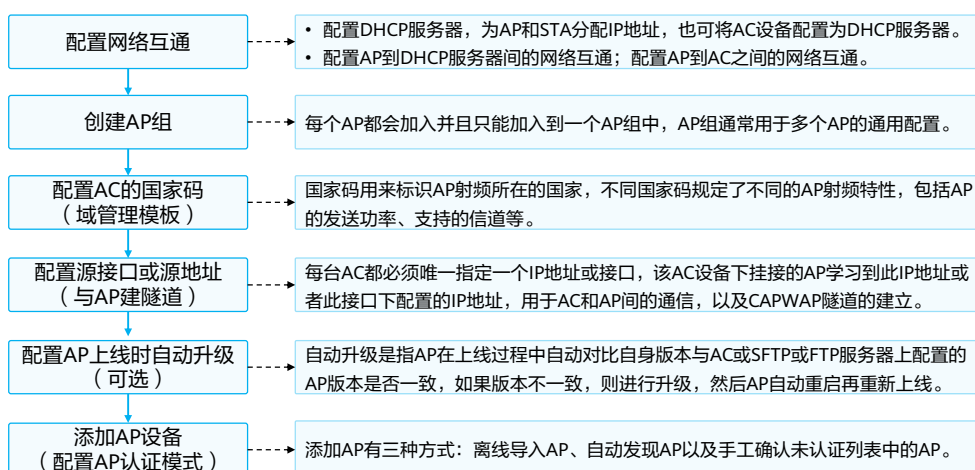 配置网络互通
• 配置DHCP服务器，为AP和STA分配IP地址，也可将AC设备配置为DHCP服务器。
• 配置AP到DHCP服务器间的网络互通；配置AP到AC之间的网络互通。
创建AP组
每个AP都会加入并且只能加入到一个AP组中，AP组通常用于多个AP的通用配置。
配置AC的国家码
（域管理模板）
国家码用来标识AP射频所在的国家，不同国家码规定了不同的AP射频特性，包括AP
的发送功率、支持的信道等。
配置源接口或源地址
（与AP建隧道）
每台AC都必须唯一指定一个IP地址或接口，该AC设备下挂接的AP学习到此IP地址或
者此接口下配置的IP地址，用于AC和AP间的通信，以及CAPWAP隧道的建立。
配置AP上线时自动升级
（可选）
自动升级是指AP在上线过程中自动对比自身版本与AC或SFTP或FTP服务器上配置的
AP版本是否一致，如果版本不一致，则进行升级，然后AP自动重启再重新上线。
添加AP设备
（配置AP认证模式）
添加AP有三种方式：离线导入AP、自动发现AP以及手工确认未认证列表中的AP。